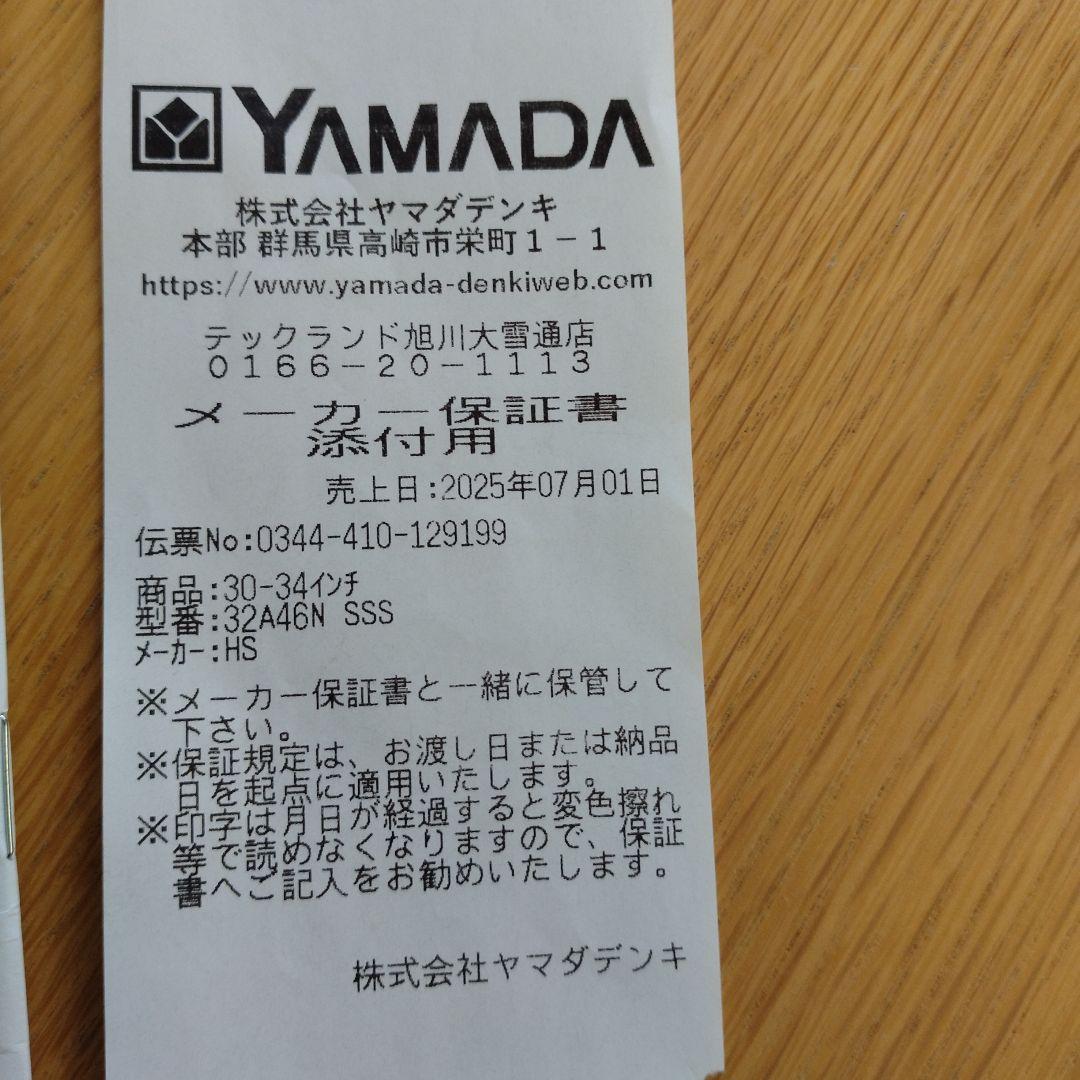 YAMADA
株式会社ヤマダデンキ
本部 群馬県高崎市栄町１－１
https://www.yamada-denkiweb.com
テックランド旭川大雪通店
０１６６－２０－１１１３
メーカー保証書
添付用
売上日:2025年07月01日
伝票No:0344-410-129199
商品:30-34ｲﾝﾁ
型番:32A46N SSS
ﾒｰｶｰ:HS
※メーカー保証書と一緒に保管して
下さい。
※保証規定は、お渡し日または納品
日を起点に適用いたします。
※印字は月日が経過すると変色擦れ
等で読めなくなりますので、保証
書へご記入をお勧めいたします。
株式会社ヤマダデンキ